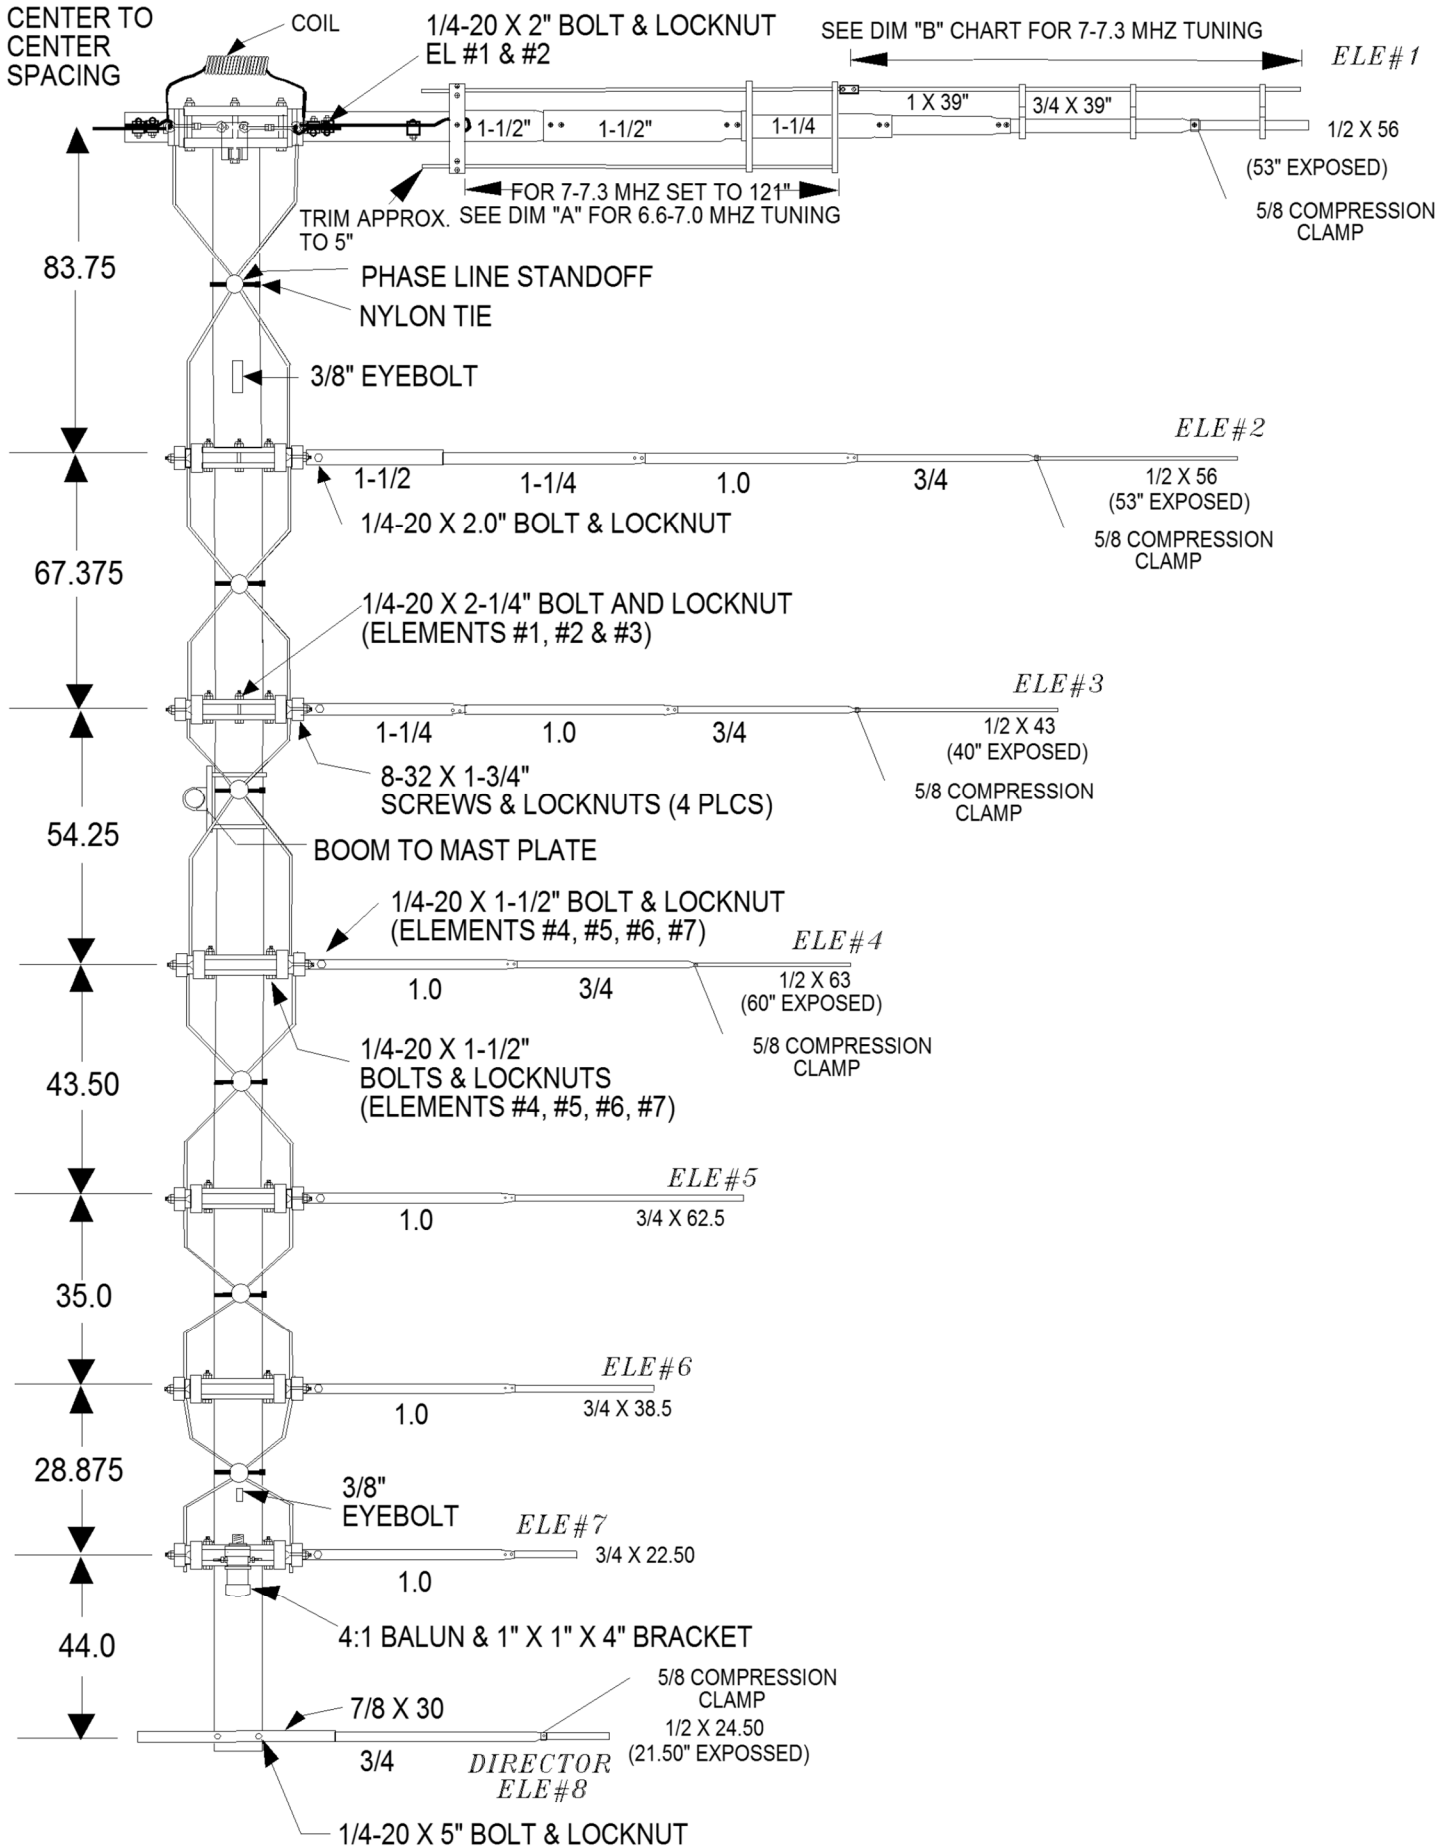 CENTER TO
CENTER
SPACING
COIL
1/4-20 X 2" BOLT & LOCKNUT
EL #1 & #2
SEE DIM "B" CHART FOR 7-7.3 MHZ TUNING
ELE#1
1-1/2"
1-1/2"
1-1/4
1 X 39"
3/4 X 39"
1/2 X 56
(53" EXPOSED)
5/8 COMPRESSION
CLAMP
FOR 7-7.3 MHZ SET TO 121"
SEE DIM "A" FOR 6.6-7.0 MHZ TUNING
TRIM APPROX.
TO 5"
83.75
PHASE LINE STANDOFF
NYLON TIE
3/8" EYEBOLT
ELE#2
1-1/2
1-1/4
1.0
3/4
1/2 X 56
(53" EXPOSED)
1/4-20 X 2.0" BOLT & LOCKNUT
5/8 COMPRESSION
CLAMP
67.375
1/4-20 X 2-1/4" BOLT AND LOCKNUT
(ELEMENTS #1, #2 & #3)
ELE#3
1-1/4
1.0
3/4
1/2 X 43
(40" EXPOSED)
8-32 X 1-3/4"
SCREWS & LOCKNUTS (4 PLCS)
5/8 COMPRESSION
CLAMP
54.25
BOOM TO MAST PLATE
1/4-20 X 1-1/2" BOLT & LOCKNUT
(ELEMENTS #4, #5, #6, #7)
ELE#4
1.0
3/4
1/2 X 63
(60" EXPOSED)
5/8 COMPRESSION
CLAMP
1/4-20 X 1-1/2"
BOLTS & LOCKNUTS
(ELEMENTS #4, #5, #6, #7)
43.50
ELE#5
1.0
3/4 X 62.5
35.0
ELE#6
1.0
3/4 X 38.5
28.875
3/8"
EYEBOLT
ELE#7
3/4 X 22.50
1.0
4:1 BALUN & 1" X 1" X 4" BRACKET
44.0
5/8 COMPRESSION
CLAMP
7/8 X 30
1/2 X 24.50
(21.50" EXPOSSED)
3/4
DIRECTOR
ELE#8
1/4-20 X 5" BOLT & LOCKNUT